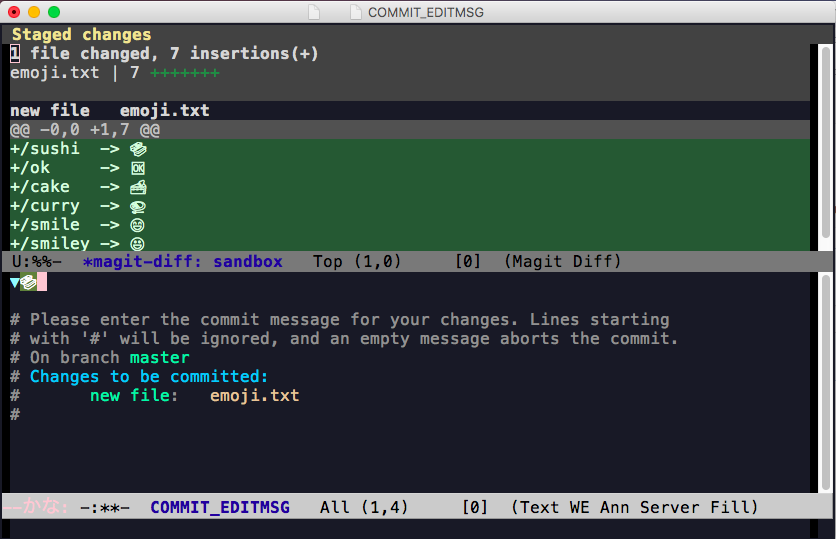 COMMIT_EDITMSG
Staged changes
1 file changed, 7 insertions(+)
emoji.txt | 7 +++++++
new file   emoji.txt
@@ -0,0 +1,7 @@
+/sushi  -> 🍣
+/ok     -> 🆗
+/cake   -> 🍰
+/curry  -> 🍛
+/smile  -> 😄
+/smiley -> 😃
U:%%-  *magit-diff: sandbox   Top (1,0)     [0]  (Magit Diff)
▼🍣
# Please enter the commit message for your changes. Lines starting
# with '#' will be ignored, and an empty message aborts the commit.
# On branch master
# Changes to be committed:
#       new file:   emoji.txt
#
--かな: -:**-  COMMIT_EDITMSG   All (1,4)     [0]  (Text WE Ann Server Fill)